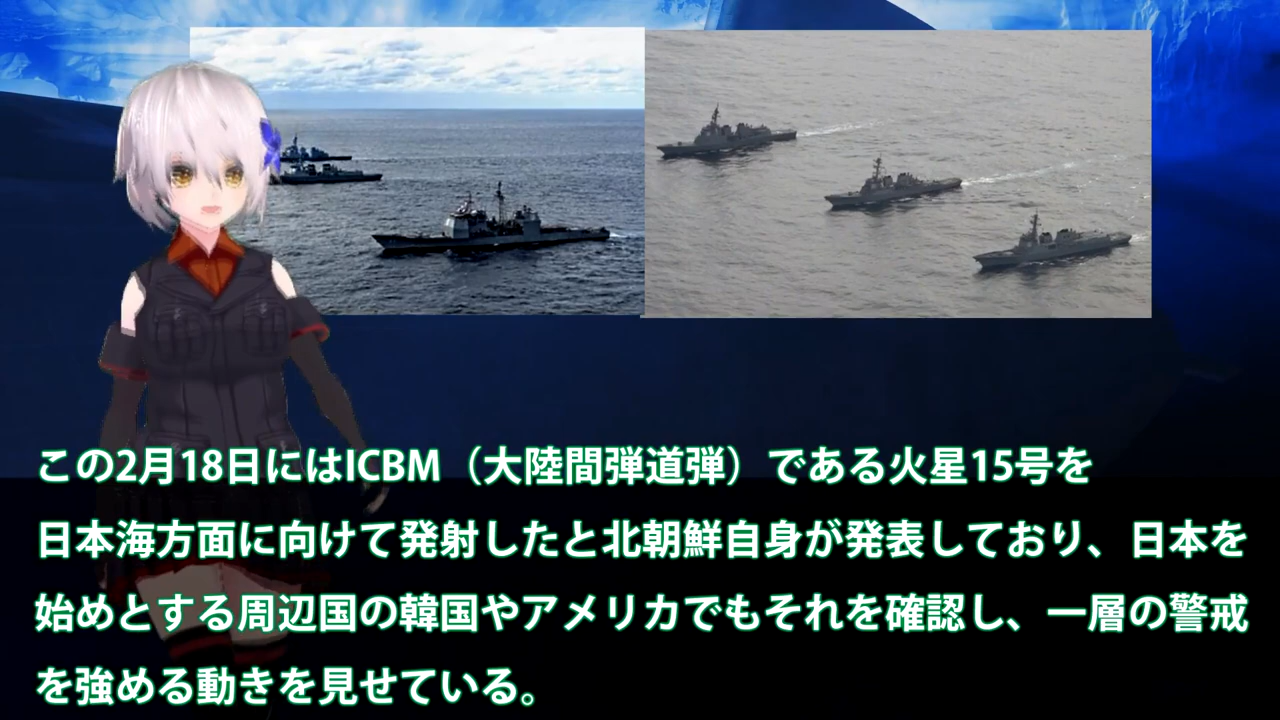 この2月18日にはICBM（大陸間弾道弾）である火星15号を
日本海方面に向けて発射したと北朝鮮自身が発表しており、日本を
始めとする周辺国の韓国やアメリカでもそれを確認し、一層の警戒
を強める動きを見せている。